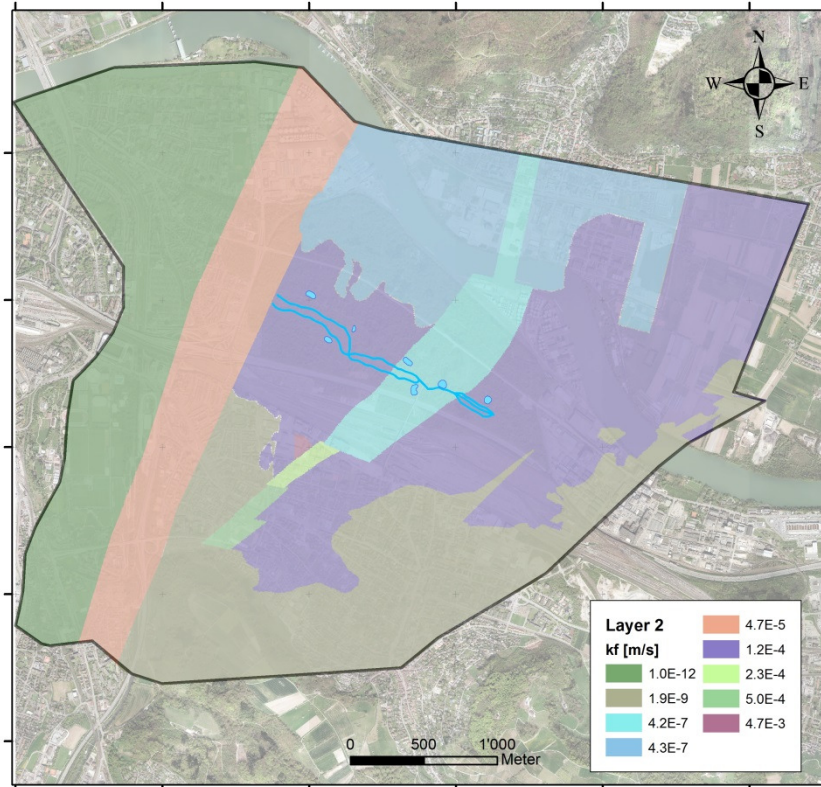 N
W E
S
Layer 2
kf [m/s]
1.0E-12
1.9E-9
4.2E-7
4.3E-7
4.7E-5
1.2E-4
2.3E-4
5.0E-4
4.7E-3
0 500 1'000
Meter